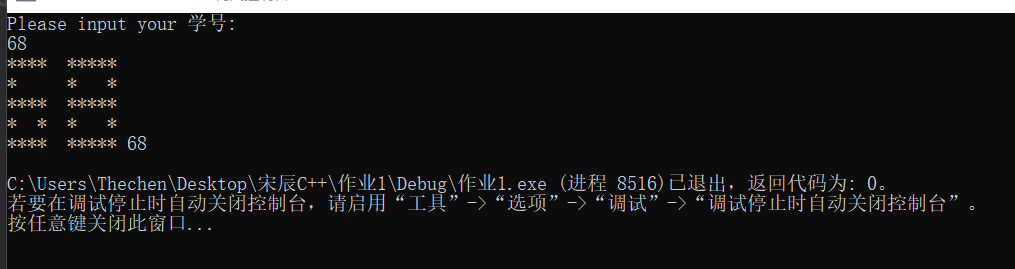 Please input your 学号:
68
****  *****
*     *   *
****  *****
*  *  *   *
****  ***** 68
C:\Users\Thechen\Desktop\宋辰C++\作业1\Debug\作业1.exe (进程 8516)已退出，返回代码为: 0。
若要在调试停止时自动关闭控制台，请启用“工具”->“选项”->“调试”->“调试停止时自动关闭控制台”。
按任意键关闭此窗口...